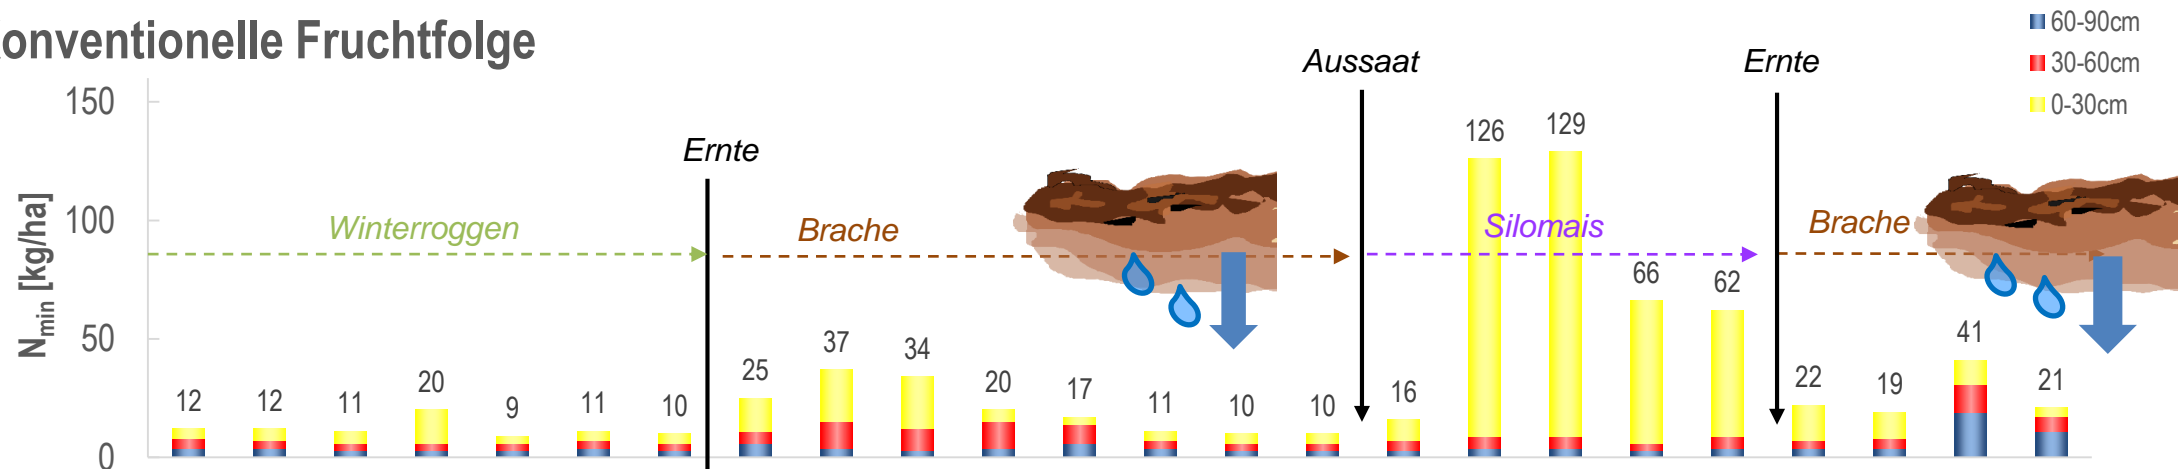 onventionelle Fruchtfolge
60-90cm
30-60cm
0-30cm
Aussaat
Ernte
Ernte
150
100
50
0
Nmin [kg/ha]
Winterroggen
Brache
Silomais
Brache
12 12 11 20 9 11 10 25 37 34 20 17 11 10 10 16 126 129 66 62 22 19 41 21